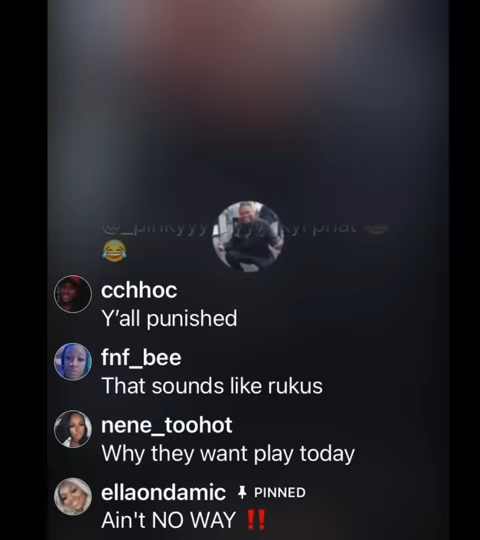 😂
cchhoc
Y'all punished
fnf_bee
That sounds like rukus
nene_toohot
Why they want play today
ellaondamic PINNED
Ain't NO WAY ‼️